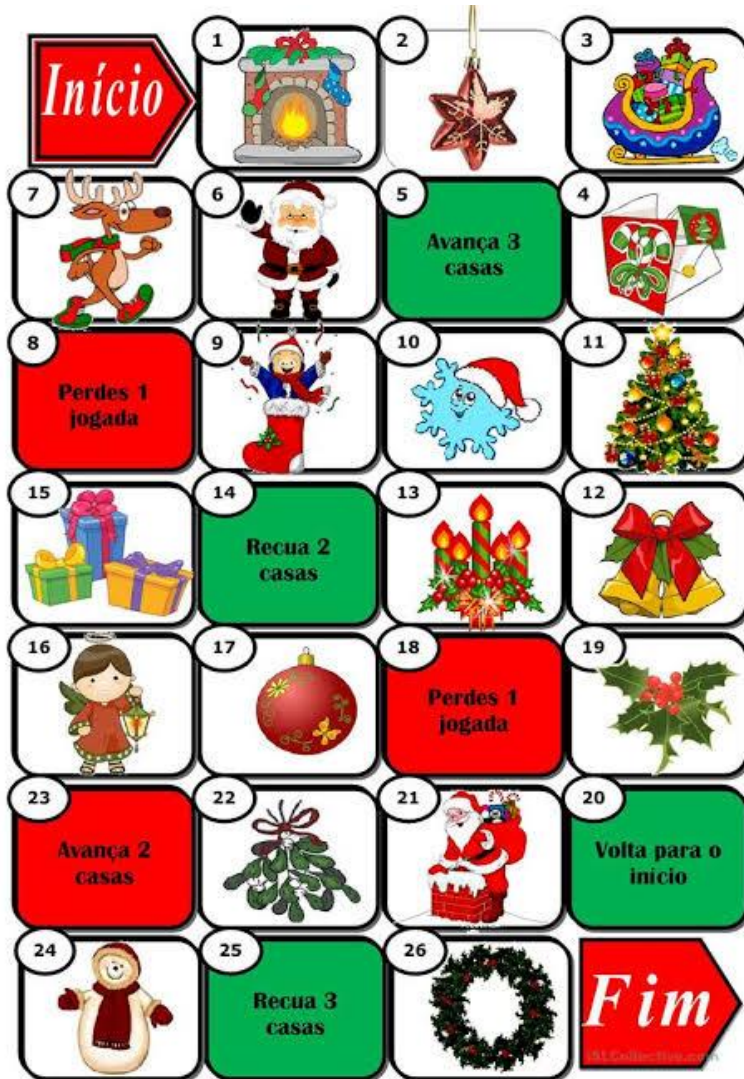 Início
1
2
3
7
6
5
Avança 3
casas
4
8
Perdes 1
jogada
9
10
11
15
14
Recua 2
casas
13
12
16
17
18
Perdes 1
jogada
19
23
Avança 2
casas
22
21
20
Volta para o
início
24
25
Recua 3
casas
26
Fim
iSLCollective.com